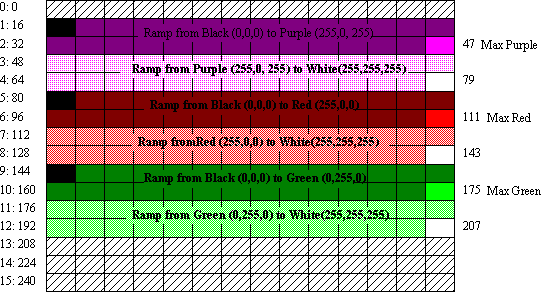 0: 0
1: 16
Ramp from Black (0,0,0) to Purple (255,0, 255)
2: 32
47 Max Purple
3: 48
Ramp from Purple (255,0, 255) to White(255,255,255)
4: 64
79
5: 80
Ramp from Black (0,0,0) to Red (255,0,0)
6: 96
111 Max Red
7: 112
Ramp fromRed (255,0,0) to White(255,255,255)
8: 128
143
9: 144
Ramp from Black (0,0,0) to Green (0,255,0)
10: 160
175 Max Green
11: 176
Ramp from Green (0,255,0) to White(255,255,255)
12: 192
207
13: 208
14: 224
15: 240